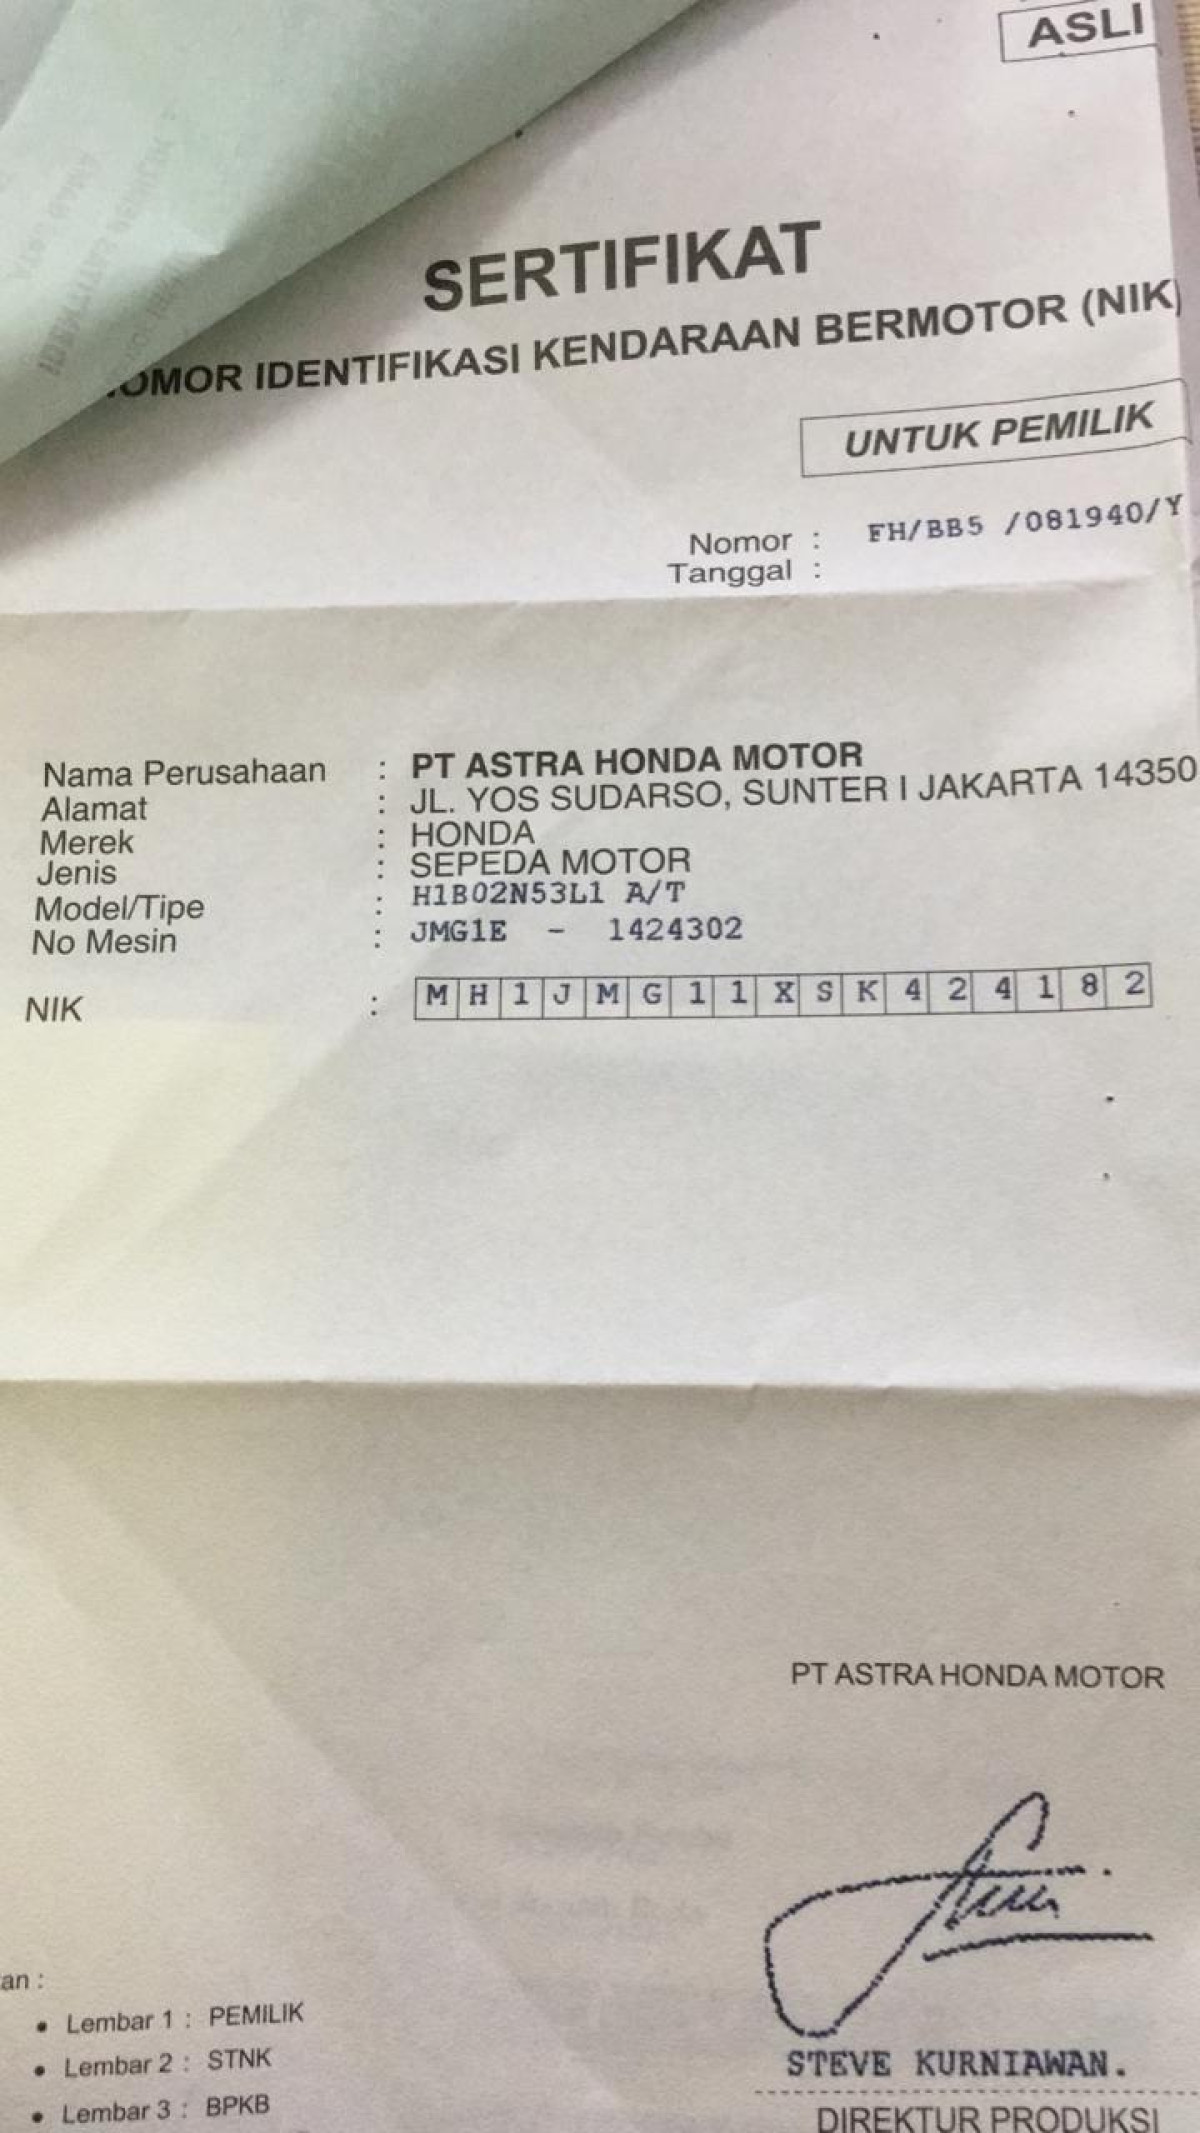 ASLI
SERTIFIKAT
NOMOR IDENTIFIKASI KENDARAAN BERMOTOR (NIK)
UNTUK PEMILIK
Nomor : FH/BB5 /081940/Y
Tanggal :
Nama Perusahaan : PT ASTRA HONDA MOTOR
Alamat : JL. YOS SUDARSO, SUNTER I JAKARTA 14350
Merek : HONDA
Jenis : SEPEDA MOTOR
Model/Tipe : H1B02N53L1 A/T
No Mesin : JMG1E - 1424302
NIK : MH1JMG11XSK424182
PT ASTRA HONDA MOTOR
STEVE KURNIAWAN.
DIREKTUR PRODUKSI
an :
• Lembar 1 : PEMILIK
• Lembar 2 : STNK
• Lembar 3 : BPKB